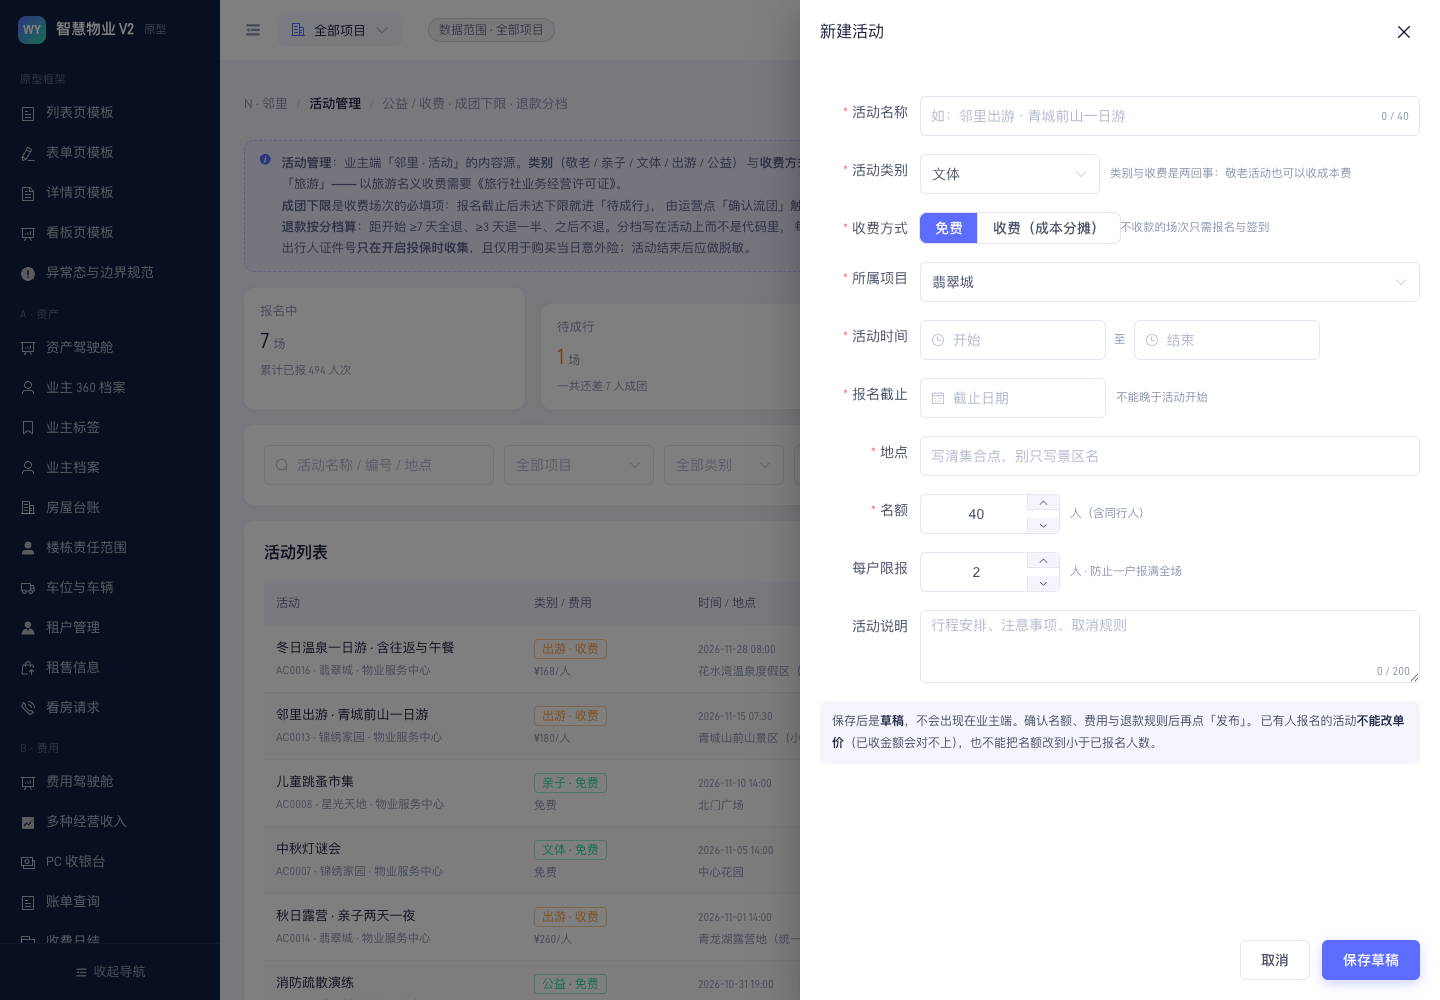 WY 智慧物业 V2 原型
原型框架
列表页模板
表单页模板
详情页模板
看板页模板
异常态与边界规范
A · 资产
资产驾驶舱
业主 360 档案
业主标签
业主档案
房屋台账
楼栋责任范围
车位与车辆
租户管理
租售信息
看房请求
B · 费用
费用驾驶舱
多种经营收入
PC 收银台
账单查询
收费日结
收起导航
全部项目
数据范围 · 全部项目
N · 邻里 / 活动管理 / 公益 / 收费 · 成团下限 · 退款分档
活动管理：业主端「邻里 · 活动」的内容源。类别（敬老 / 亲子 / 文体 / 出游 / 公益）与收费方
「旅游」—— 以旅游名义收费需要《旅行社业务经营许可证》。
成团下限是收费场次的必填项：报名截止后未达下限就进「待成行」，由运营点「确认流团」
退款按分档算：距开始 ≥7 天全退、≥3 天退一半、之后不退。分档写在活动上而不是代码里，
出行人证件号只在开启投保时收集，且仅用于购买当日意外险；活动结束后应做脱敏。
报名中
7 场
累计已报 494 人次
待成行
1 场
一共还差 7 人成团
活动名称 / 编号 / 地点
全部项目
全部类别
活动列表
活动 类别 / 费用 时间 / 地点
冬日温泉一日游 · 含往返与午餐 出游 · 收费 2026-11-28 08:00
AC0016 · 翡翠城 · 物业服务中心 ¥168/人 花水湾温泉度假区（
邻里出游 · 青城前山一日游 出游 · 收费 2026-11-15 07:30
AC0013 · 锦绣家园 · 物业服务中心 ¥180/人 青城山前山景区（
儿童跳蚤市集 亲子 · 免费 2026-11-10 14:00
AC0008 · 星光天地 · 物业服务中心 免费 北门广场
中秋灯谜会 文体 · 免费 2026-11-05 14:00
AC0007 · 锦绣家园 · 物业服务中心 免费 中心花园
秋日露营 · 亲子两天一夜 出游 · 收费 2026-11-01 14:00
AC0014 · 翡翠城 · 物业服务中心 ¥260/人 青龙湖露营地（统一
消防疏散演练 公益 · 免费 2026-10-31 19:00
新建活动
* 活动名称 如：邻里出游 · 青城前山一日游 0 / 40
* 活动类别 文体 类别与收费是两回事：敬老活动也可以收成本费
* 收费方式 免费 收费（成本分摊） 不收款的场次只需报名与签到
* 所属项目 翡翠城
* 活动时间 开始 至 结束
* 报名截止 截止日期 不能晚于活动开始
* 地点 写清集合点，别只写景区名
* 名额 40 人（含同行人）
每户限报 2 人 · 防止一户报满全场
活动说明 行程安排、注意事项、取消规则
0 / 200
保存后是草稿，不会出现在业主端。确认名额、费用与退款规则后再点「发布」。已有人报名的活动不能改单
价（已收金额会对不上），也不能把名额改到小于已报名人数。
取消 保存草稿